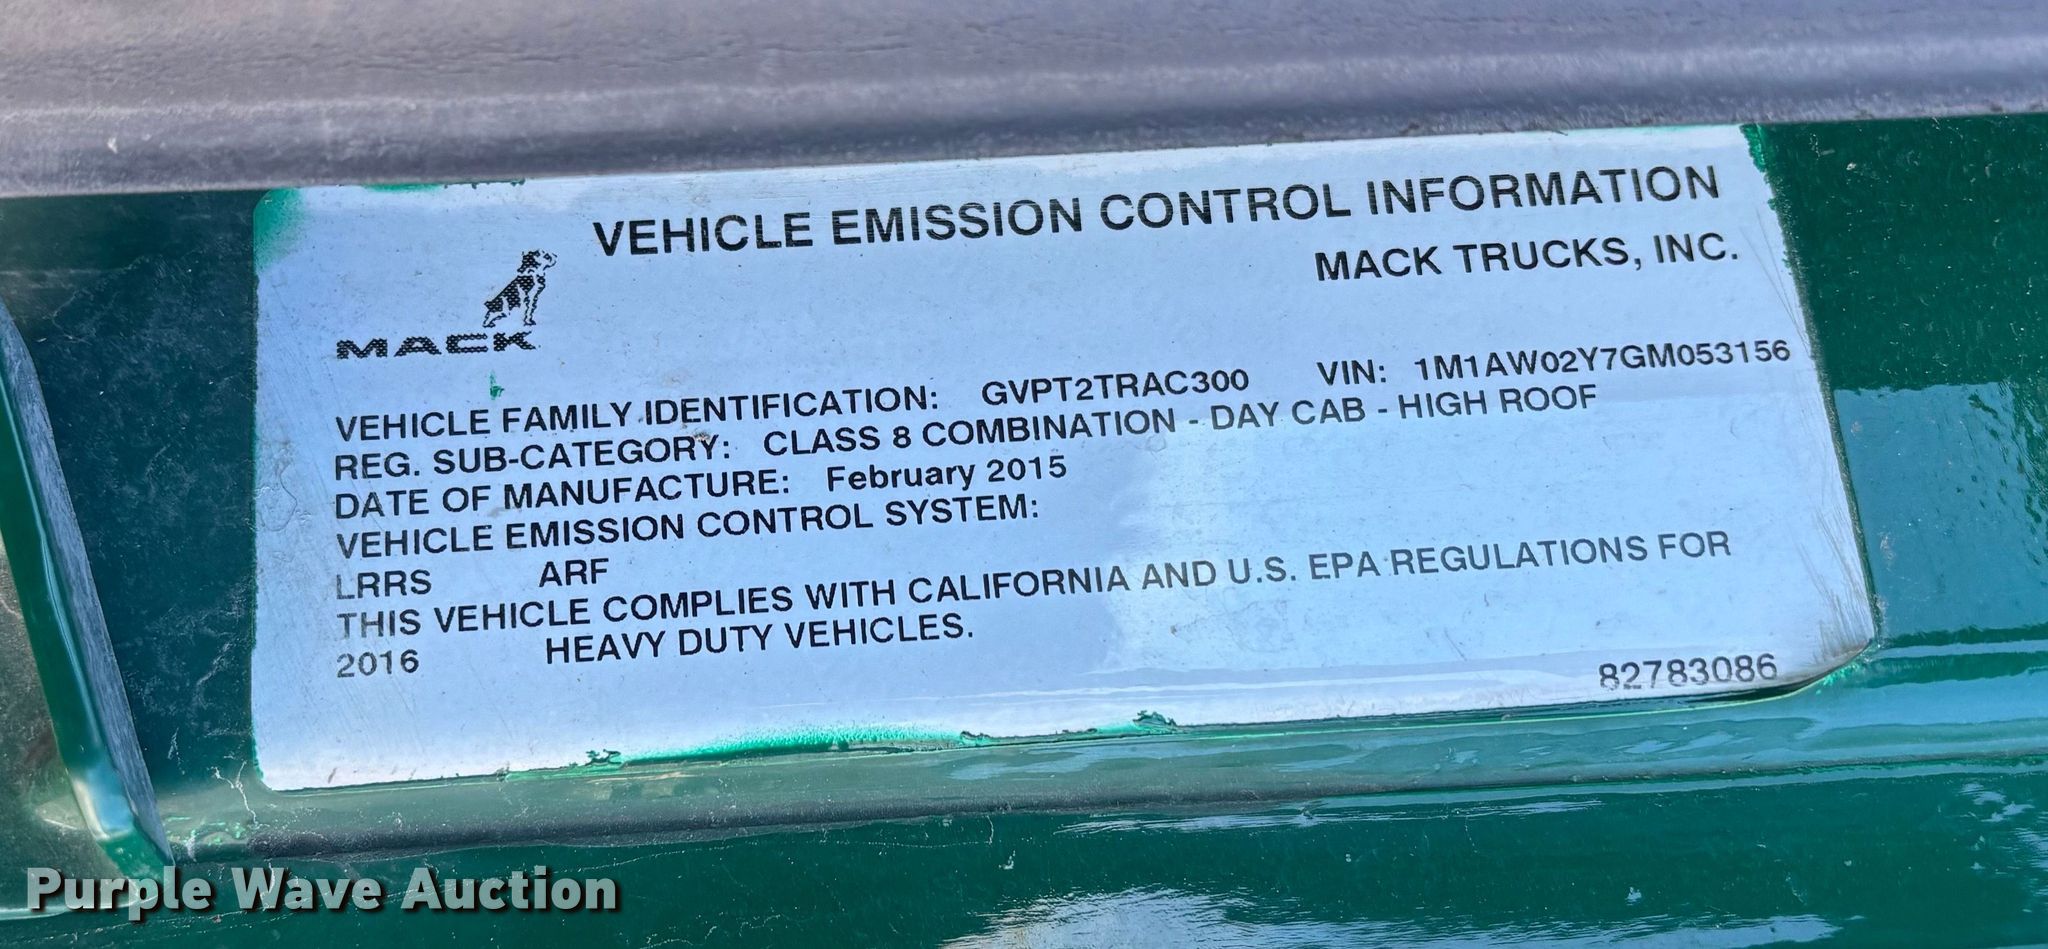 VEHICLE EMISSION CONTROL INFORMATION
MACK TRUCKS, INC.
MACK
VEHICLE FAMILY IDENTIFICATION: GVPT2TRAC300 VIN: 1M1AW02Y7GM053156
REG. SUB-CATEGORY: CLASS 8 COMBINATION - DAY CAB - HIGH ROOF
DATE OF MANUFACTURE: February 2015
VEHICLE EMISSION CONTROL SYSTEM:
LRRS ARF
THIS VEHICLE COMPLIES WITH CALIFORNIA AND U.S. EPA REGULATIONS FOR
2016 HEAVY DUTY VEHICLES.
82783086
Purple Wave Auction